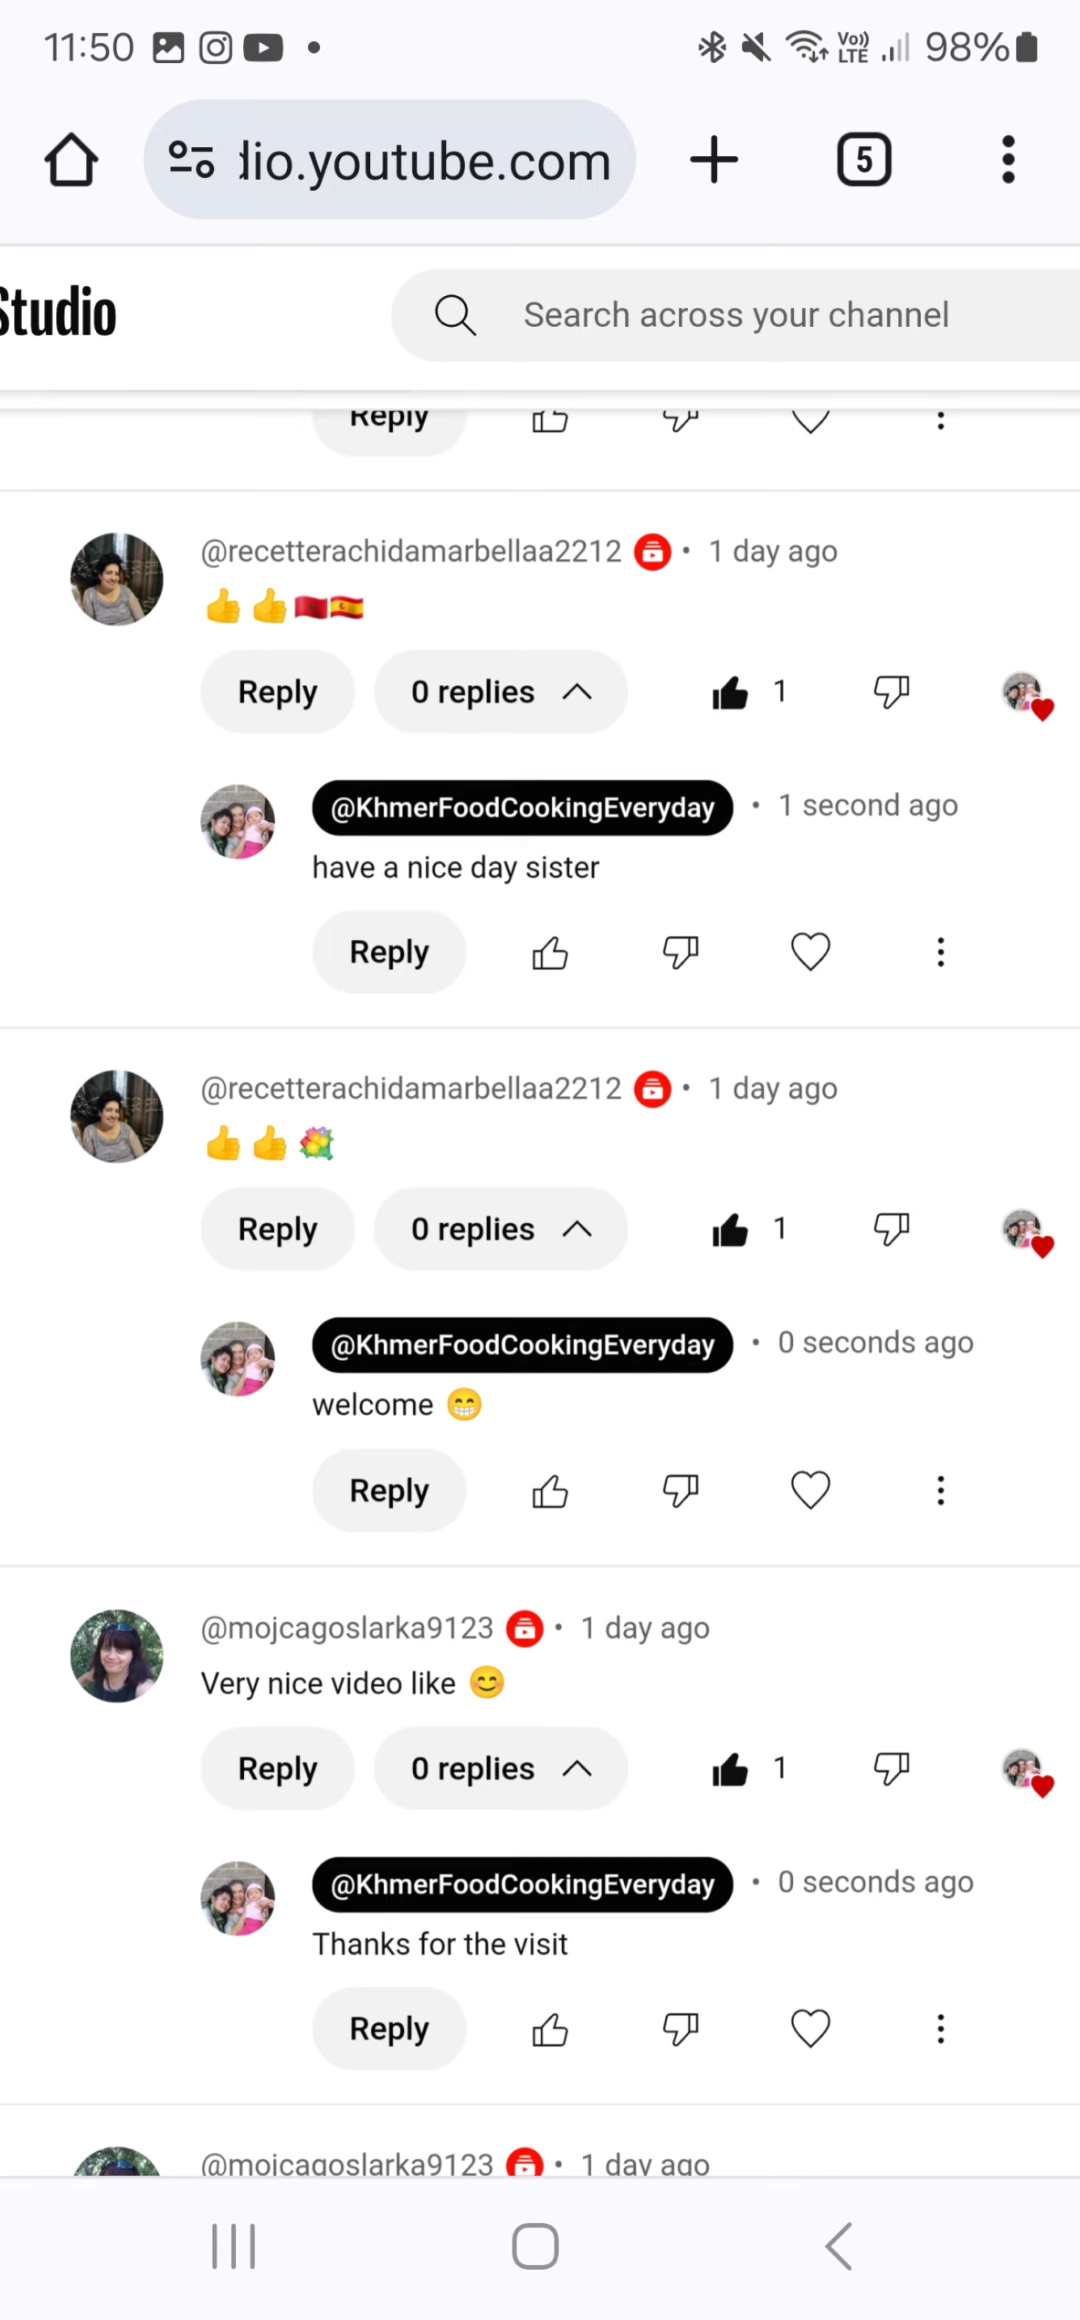 11:50
Vo)) LTE 98%
dio.youtube.com
5
Studio
Search across your channel
Reply
@recetterachidamarbellaa2212 • 1 day ago
👍 👍 🇲🇦🇪🇸
Reply 0 replies 1
@KhmerFoodCookingEveryday • 1 second ago
have a nice day sister
Reply
@recetterachidamarbellaa2212 • 1 day ago
👍 👍 💐
Reply 0 replies 1
@KhmerFoodCookingEveryday • 0 seconds ago
welcome 😁
Reply
@mojcagoslarka9123 • 1 day ago
Very nice video like 😊
Reply 0 replies 1
@KhmerFoodCookingEveryday • 0 seconds ago
Thanks for the visit
Reply
@mojcagoslarka9123 • 1 day ago